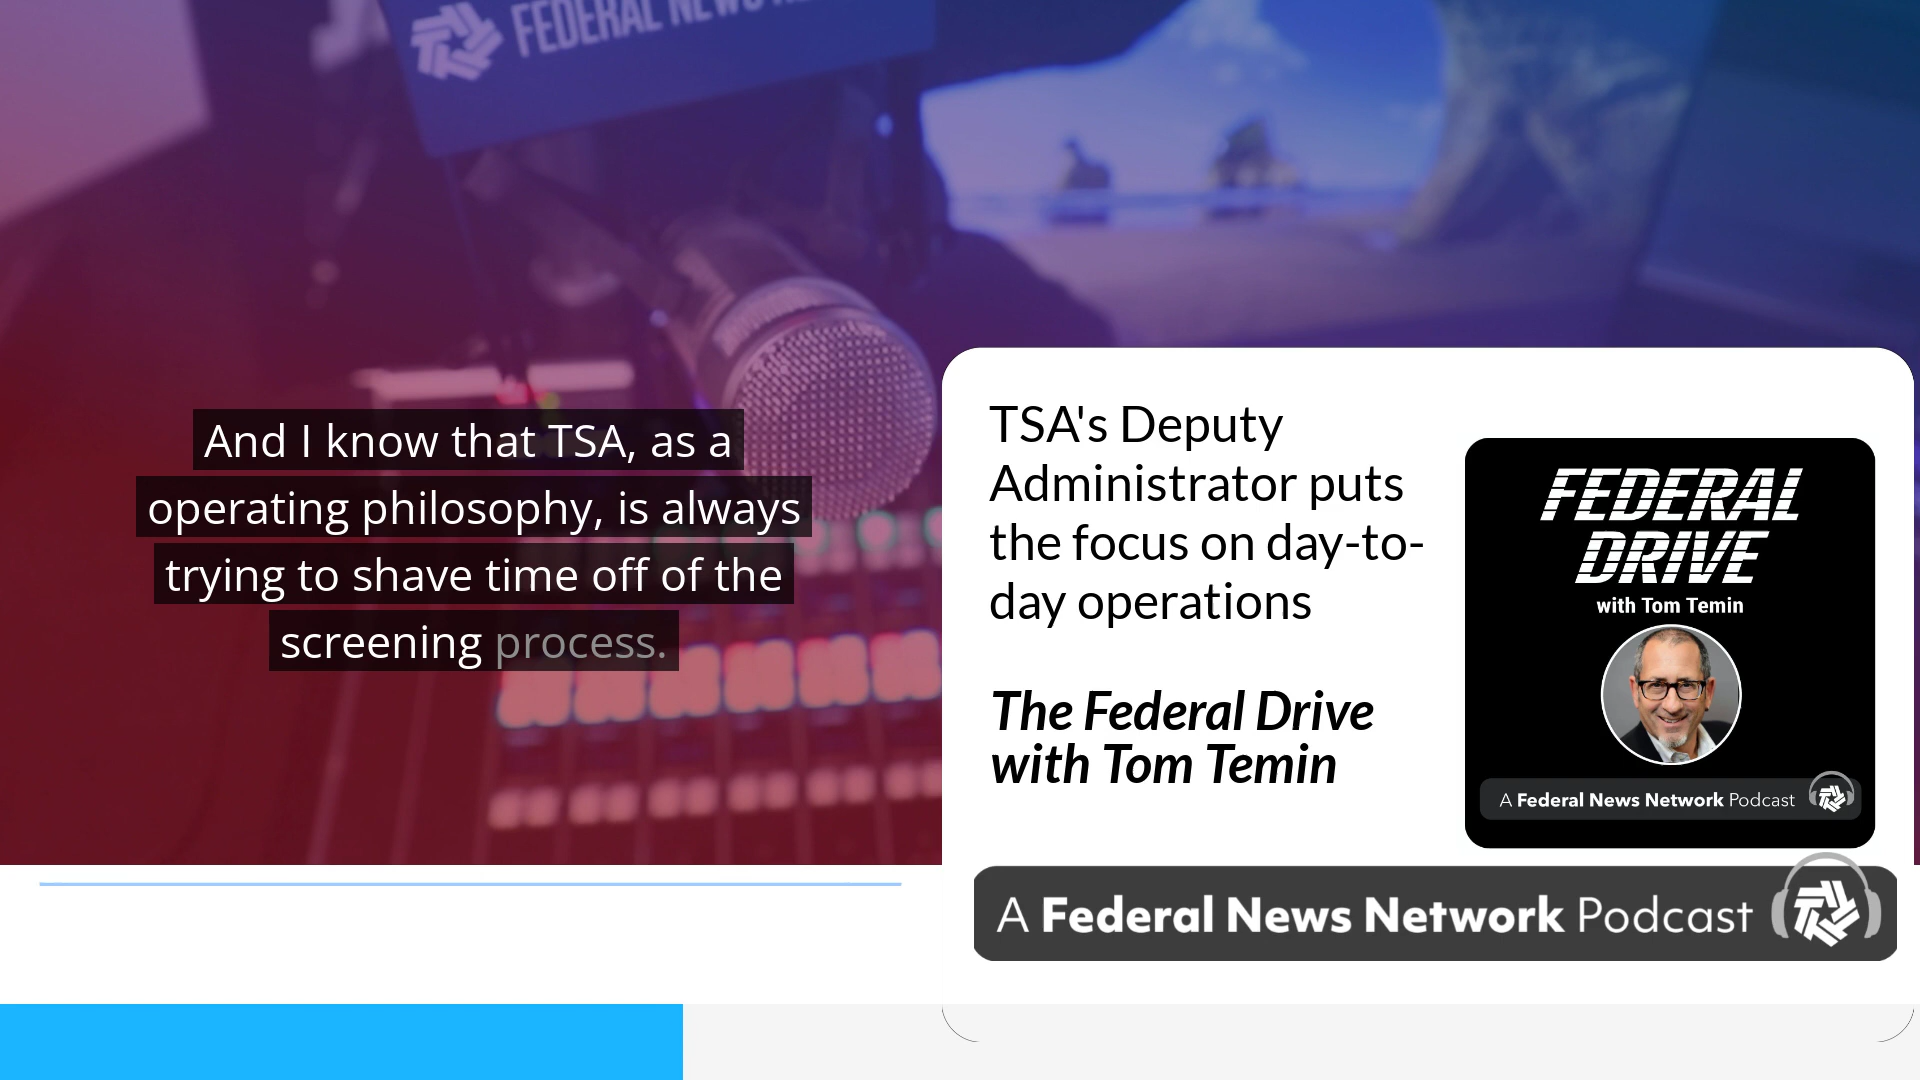 FEDERAL NEWS
And I know that TSA, as a
operating philosophy, is always
trying to shave time off of the
screening process.
TSA's Deputy
Administrator puts
the focus on day-to-
day operations
The Federal Drive
with Tom Temin
FEDERAL
DRIVE
with Tom Temin
A Federal News Network Podcast
A Federal News Network Podcast